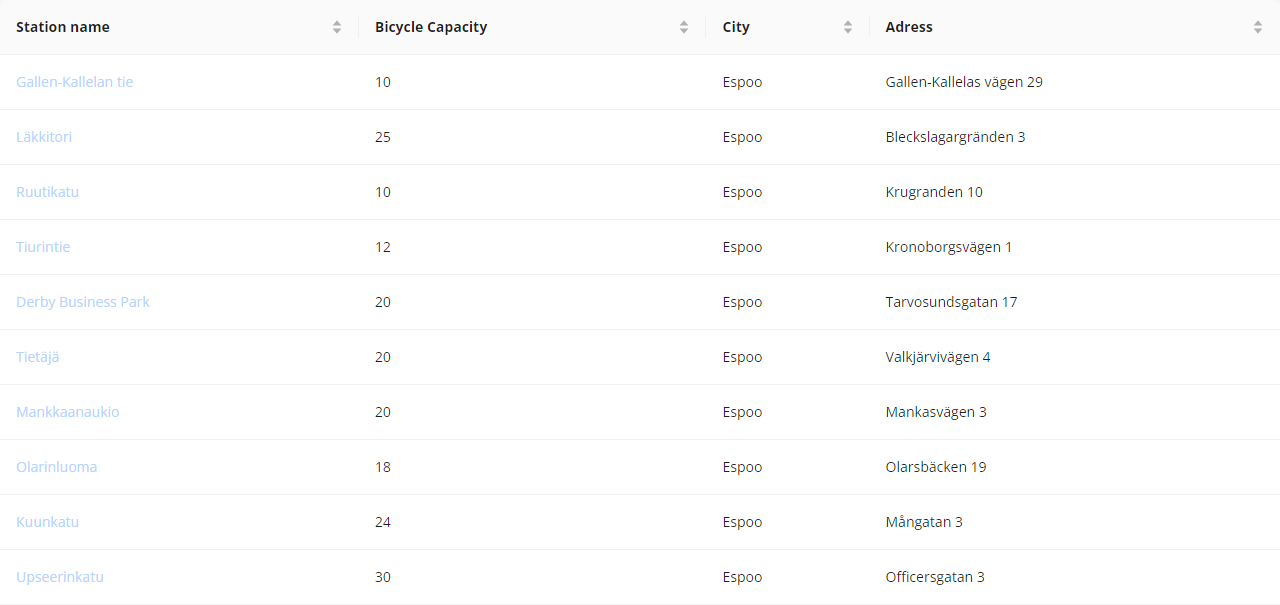 Station name Bicycle Capacity City Adress
Gallen-Kallelan tie 10 Espoo Gallen-Kallelas vägen 29
Läkkitori 25 Espoo Bleckslagargränden 3
Ruutikatu 10 Espoo Krugranden 10
Tiurintie 12 Espoo Kronoborgsvägen 1
Derby Business Park 20 Espoo Tarvosundsgatan 17
Tietäjä 20 Espoo Valkjärvivägen 4
Mankkaanaukio 20 Espoo Mankasvägen 3
Olarinluoma 18 Espoo Olarsbäcken 19
Kuunkatu 24 Espoo Mångatan 3
Upseerinkatu 30 Espoo Officersgatan 3